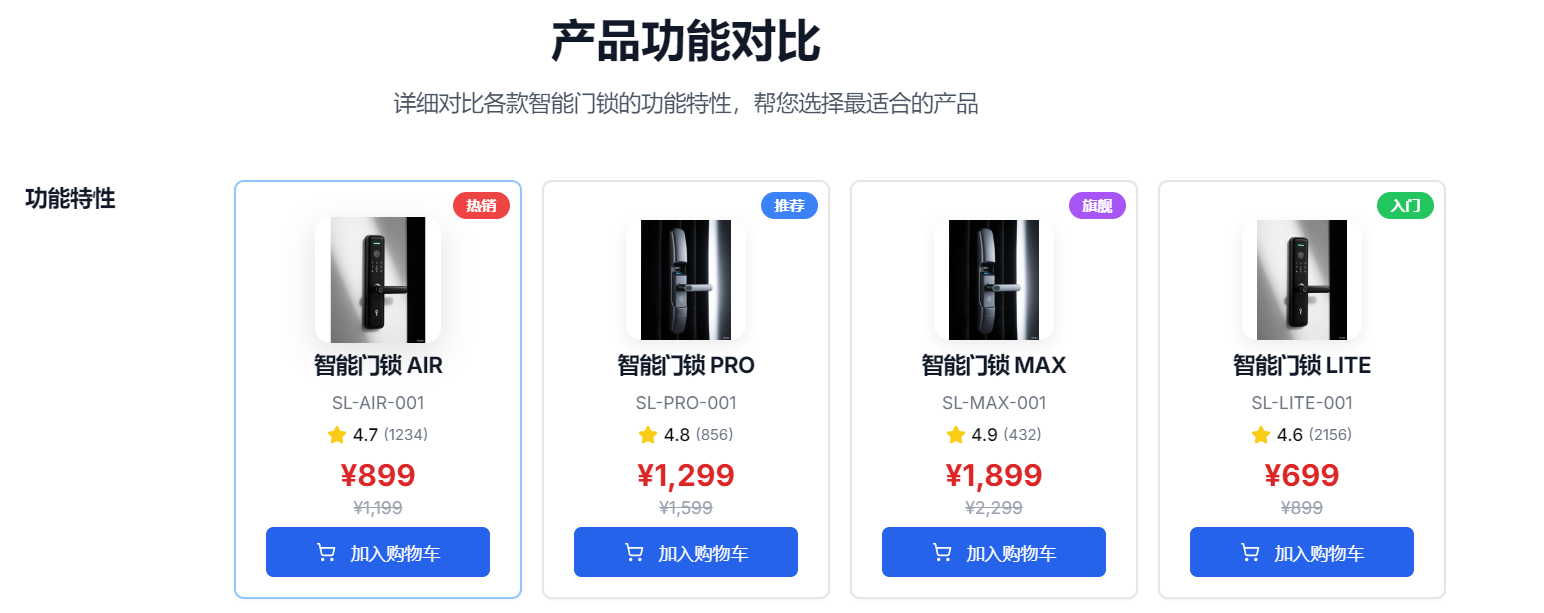 产品功能对比
详细对比各款智能门锁的功能特性，帮您选择最适合的产品
功能特性
热销
智能门锁 AIR
SL-AIR-001
4.7 (1234)
¥899
¥1,199
加入购物车
推荐
智能门锁 PRO
SL-PRO-001
4.8 (856)
¥1,299
¥1,599
加入购物车
旗舰
智能门锁 MAX
SL-MAX-001
4.9 (432)
¥1,899
¥2,299
加入购物车
入门
智能门锁 LITE
SL-LITE-001
4.6 (2156)
¥699
¥899
加入购物车